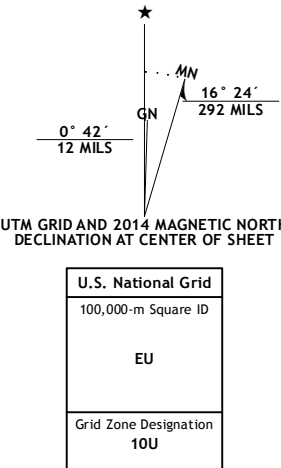 ★
MN
16° 24´
292 MILS
GN
0° 42´
12 MILS
UTM GRID AND 2014 MAGNETIC NORTH
DECLINATION AT CENTER OF SHEET
U.S. National Grid
100,000-m Square ID
EU
Grid Zone Designation
10U